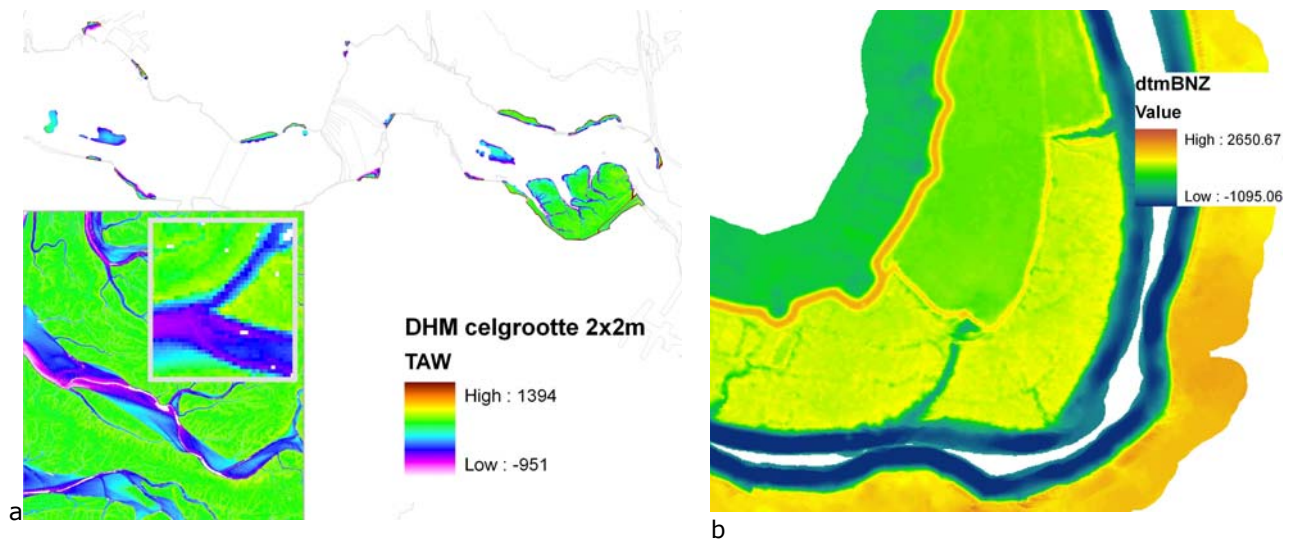 DHM celgrootte 2x2m
TAW
High : 1394
Low : -951
a
dtmBNZ
Value
High : 2650.67
Low : -1095.06
b